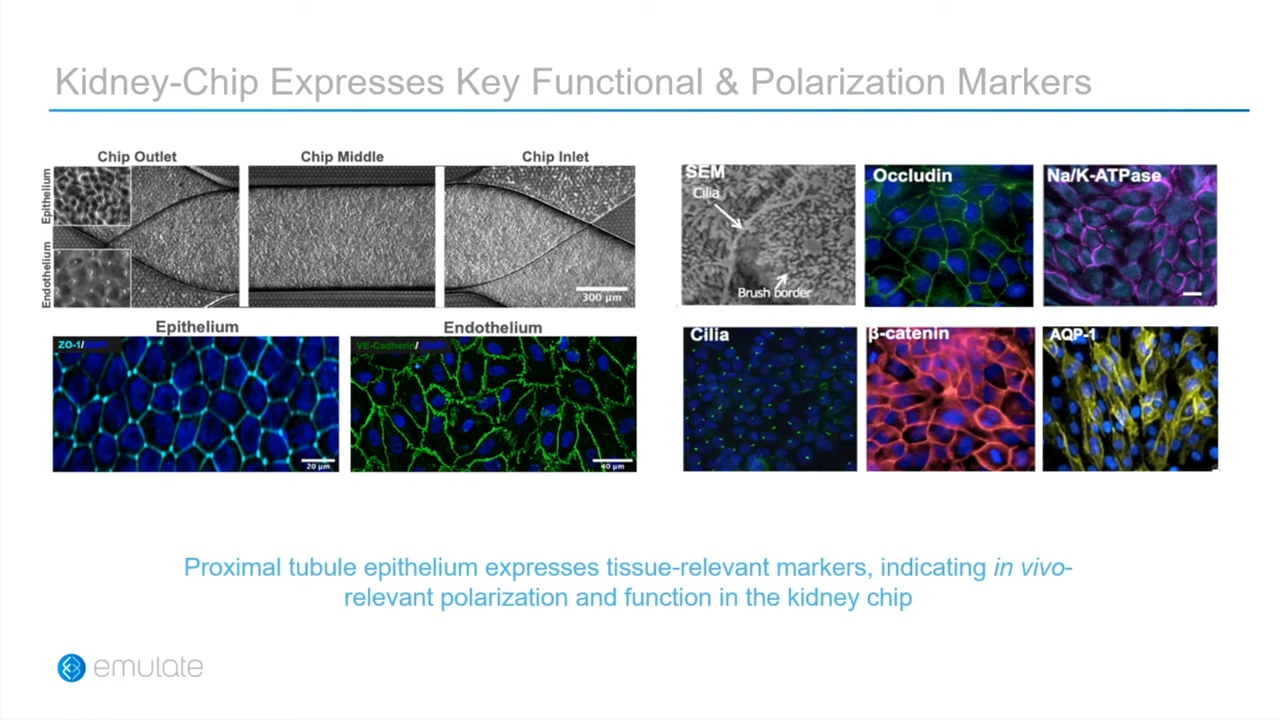 Kidney-Chip Expresses Key Functional & Polarization Markers
Chip Outlet
Chip Middle
Chip Inlet
Epithelium
Endothelium
300 µm
Epithelium
Endothelium
ZO-1/DAPI
20 µm
VE-Cadherin/DAPI
40 µm
SEM
Cilia
Brush border
Occludin
Na/K-ATPase
Cilia
β-catenin
AQP-1
Proximal tubule epithelium expresses tissue-relevant markers, indicating in vivo-
relevant polarization and function in the kidney chip
emulate